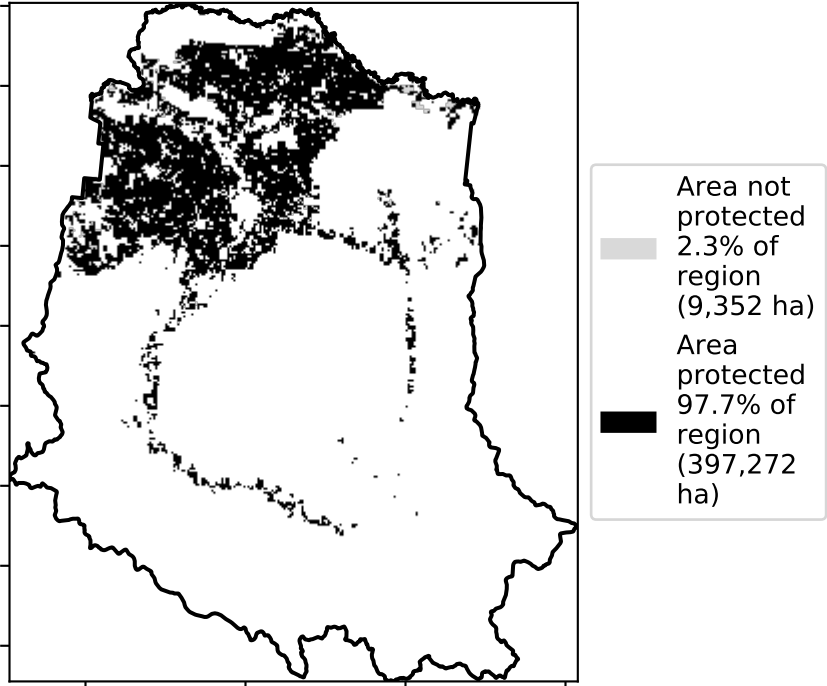 Area not
protected
2.3% of
region
(9,352 ha)
Area
protected
97.7% of
region
(397,272
ha)